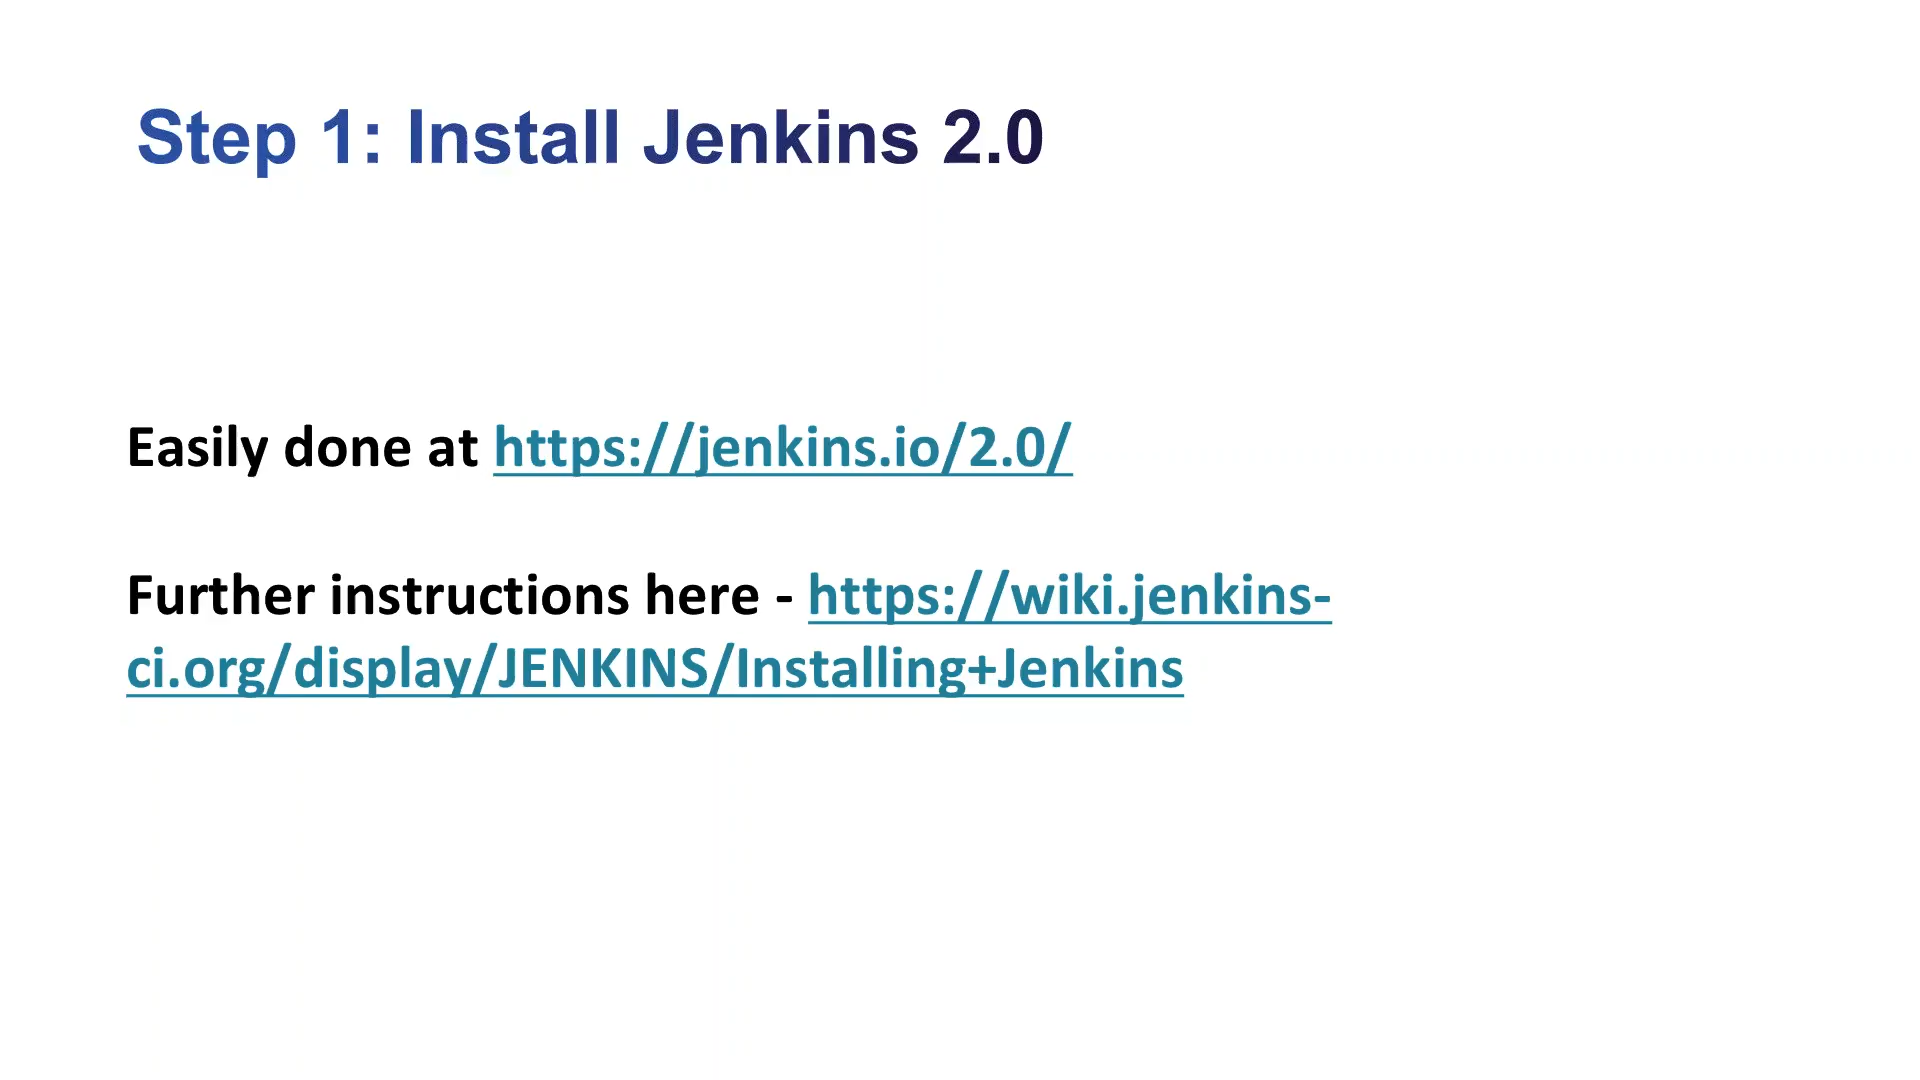 Step 1: Install Jenkins 2.0
Easily done at https://jenkins.io/2.0/
Further instructions here - https://wiki.jenkins-
ci.org/display/JENKINS/Installing+Jenkins